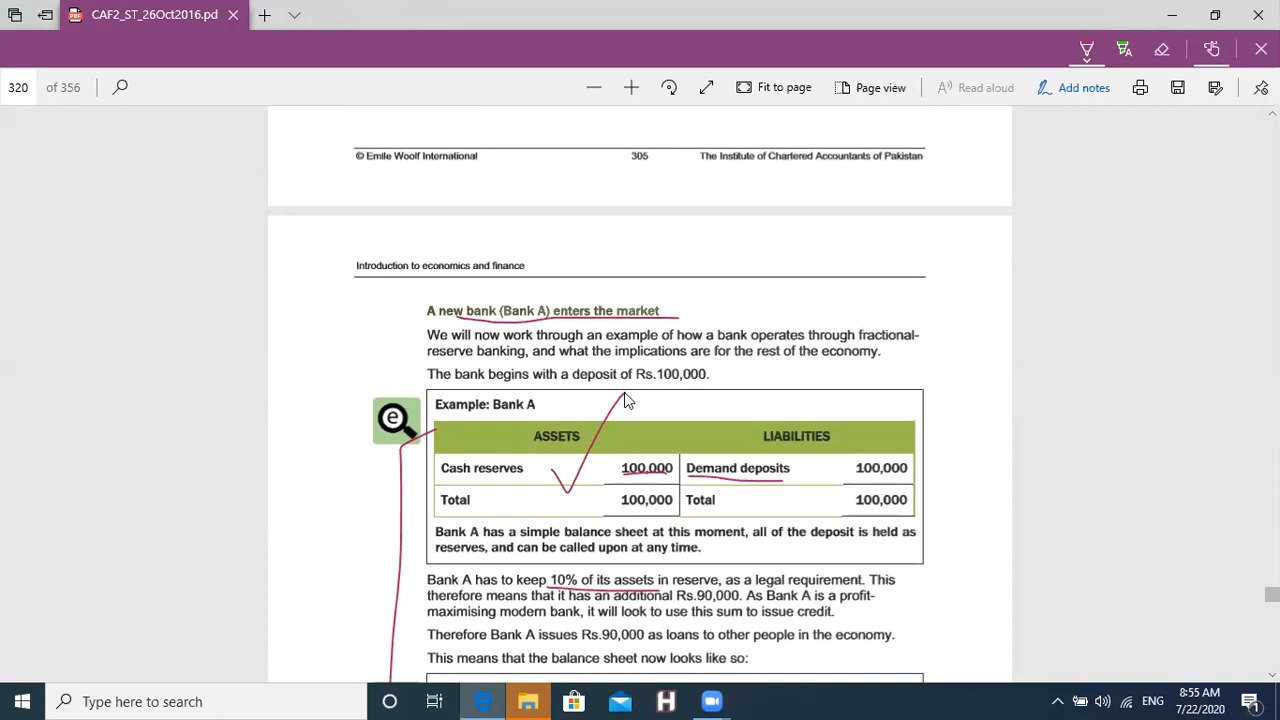 CAF2_ST_26Oct2016.pd
320 of 356
Fit to page
Page view
Read aloud
Add notes
© Emile Woolf International 305 The Institute of Chartered Accountants of Pakistan
Introduction to economics and finance
A new bank (Bank A) enters the market
We will now work through an example of how a bank operates through fractional-
reserve banking, and what the implications are for the rest of the economy.
The bank begins with a deposit of Rs.100,000.
Example: Bank A
ASSETS LIABILITIES
Cash reserves 100,000 Demand deposits 100,000
Total 100,000 Total 100,000
Bank A has a simple balance sheet at this moment, all of the deposit is held as
reserves, and can be called upon at any time.
Bank A has to keep 10% of its assets in reserve, as a legal requirement. This
therefore means that it has an additional Rs.90,000. As Bank A is a profit-
maximising modern bank, it will look to use this sum to issue credit.
Therefore Bank A issues Rs.90,000 as loans to other people in the economy.
This means that the balance sheet now looks like so:
Type here to search
ENG
8:55 AM
7/22/2020